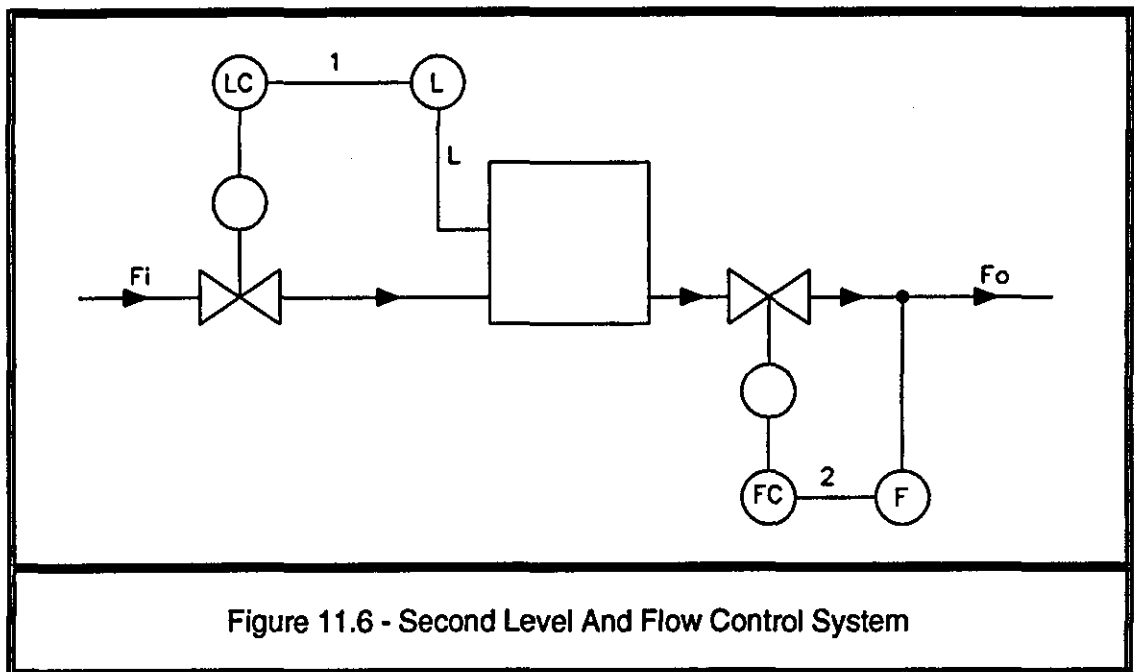 1
LC
L
L
Fi
Fo
2
FC
F
Figure 11.6 - Second Level And Flow Control System